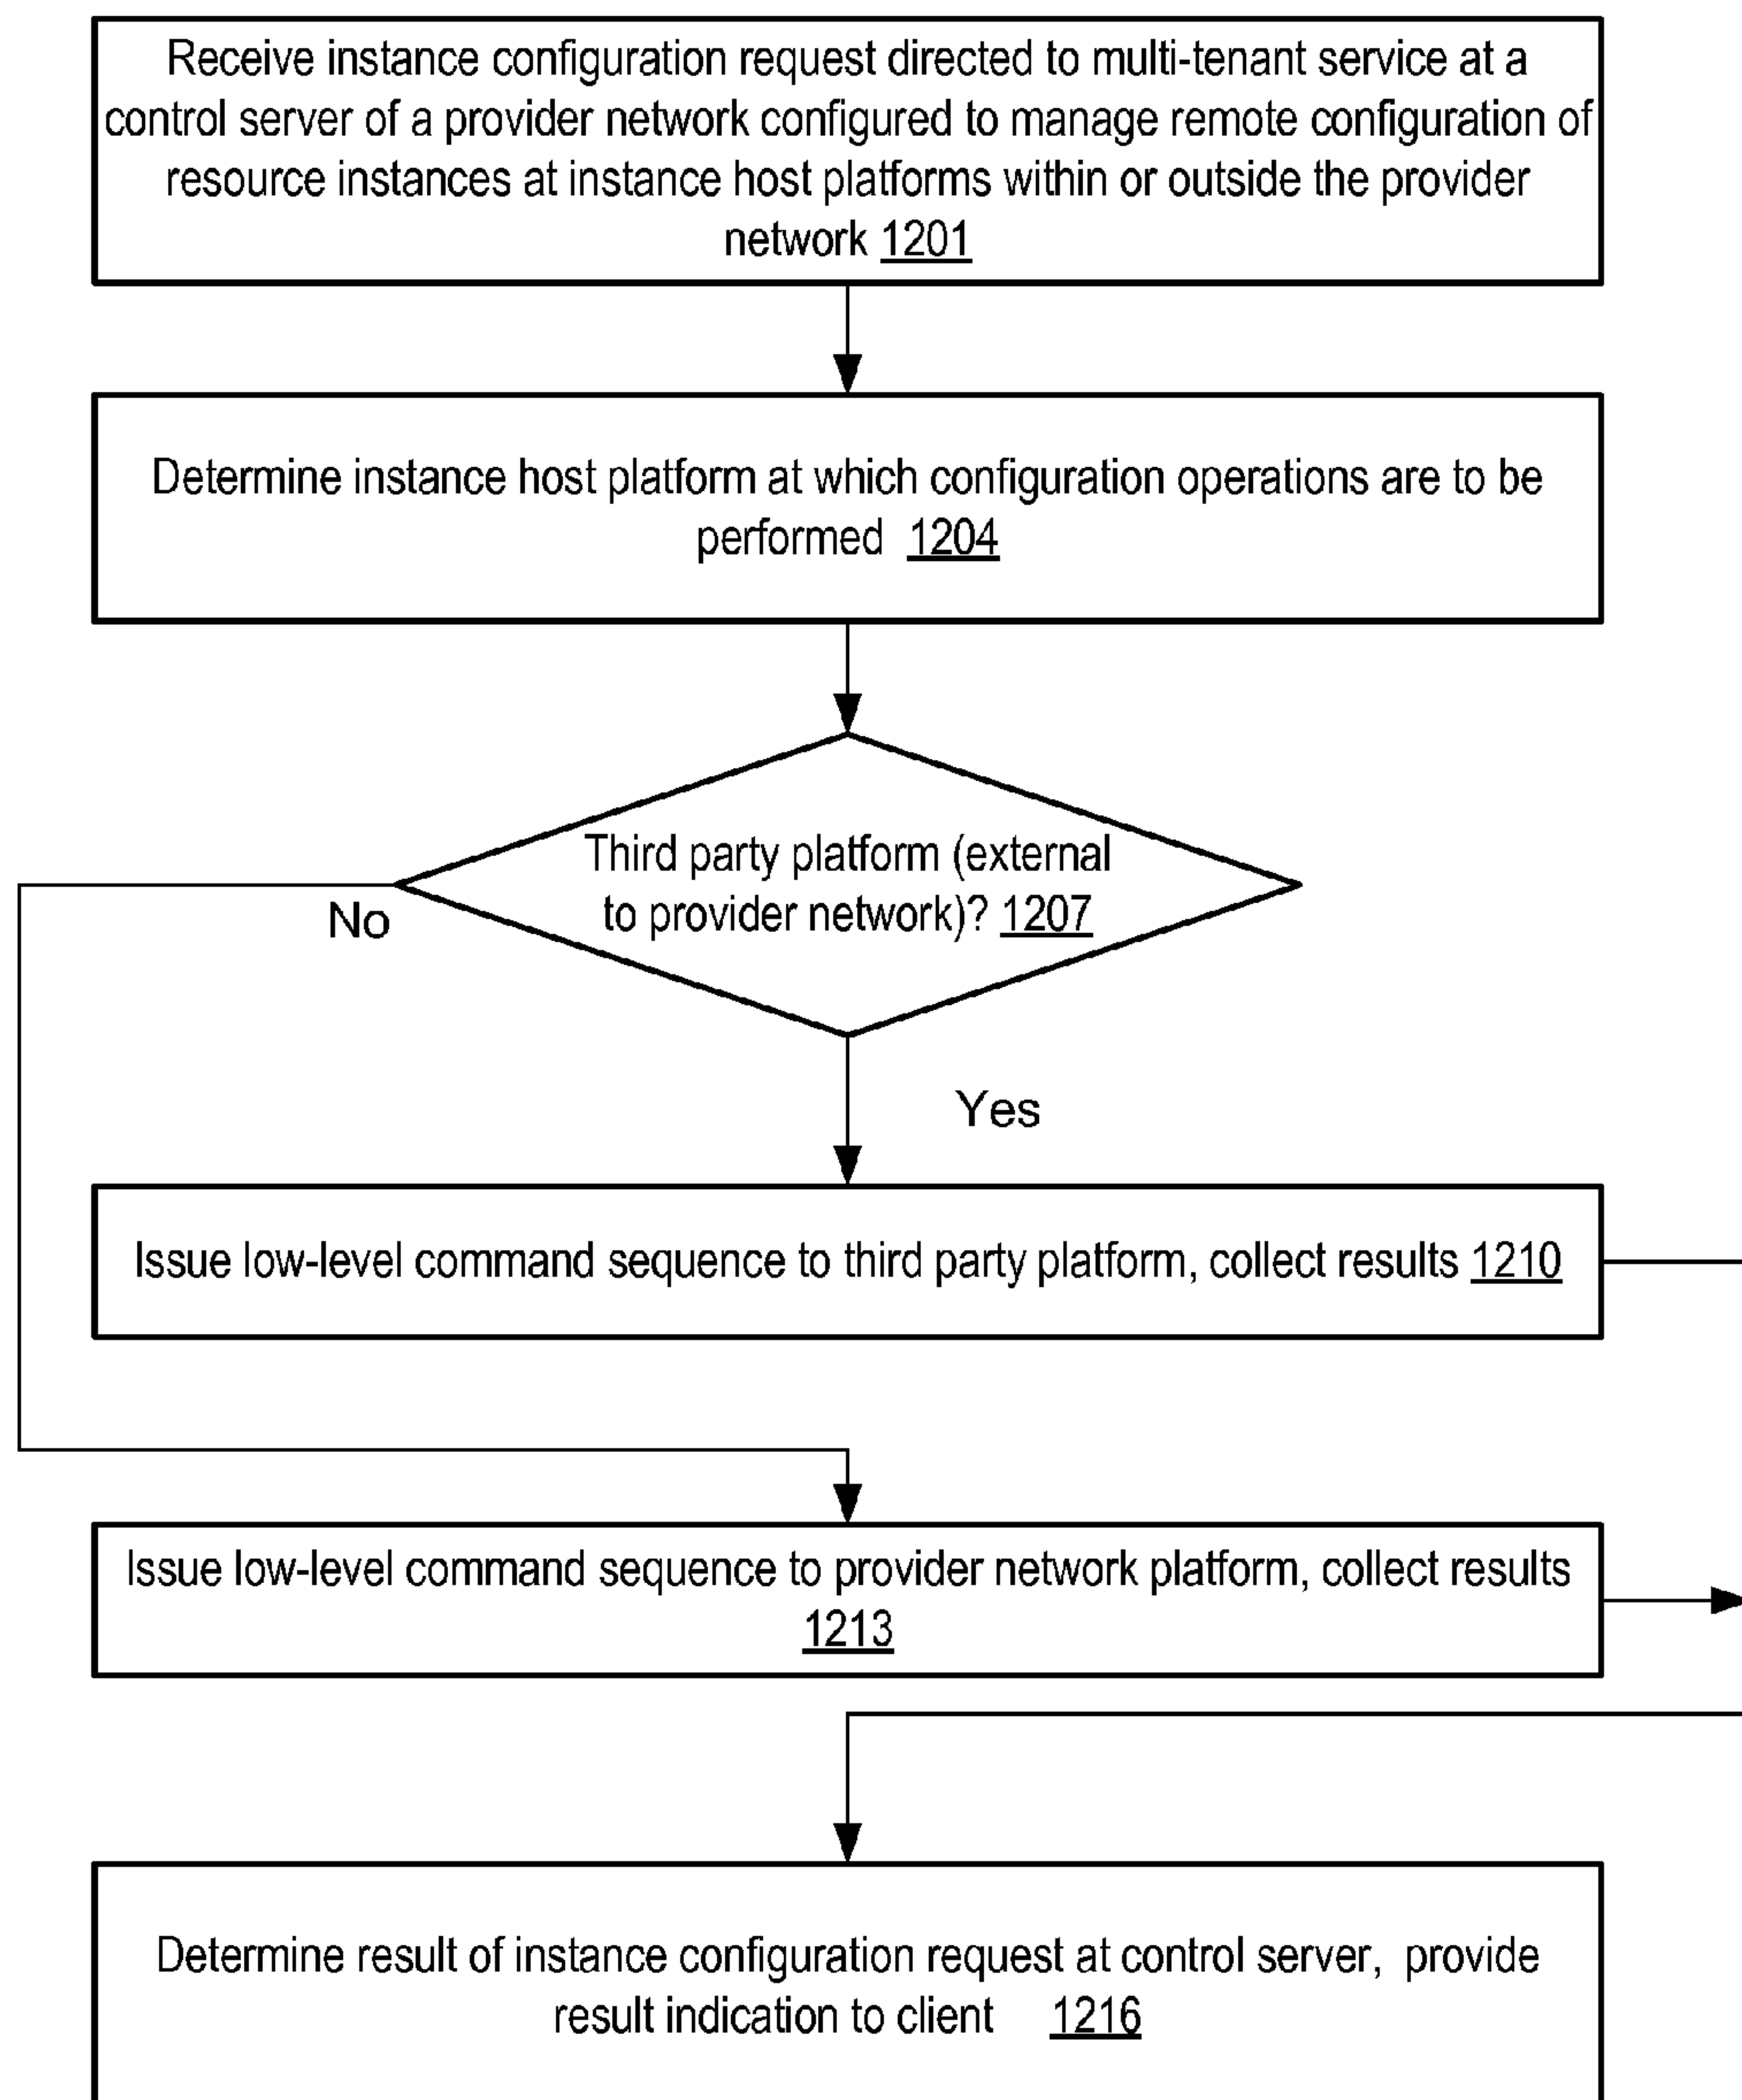 Receive instance configuration request directed to multi-tenant service at a
control server of a provider network configured to manage remote configuration of
resource instances at instance host platforms within or outside the provider
network 1201
Determine instance host platform at which configuration operations are to be
performed 1204
Third party platform (external
to provider network)? 1207
No
Yes
Issue low-level command sequence to third party platform, collect results 1210
Issue low-level command sequence to provider network platform, collect results
1213
Determine result of instance configuration request at control server, provide
result indication to client 1216